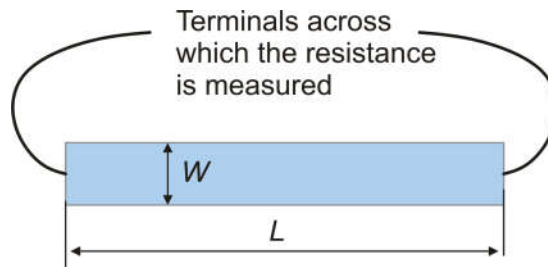 Terminals across
which the resistance
is measured
W
L